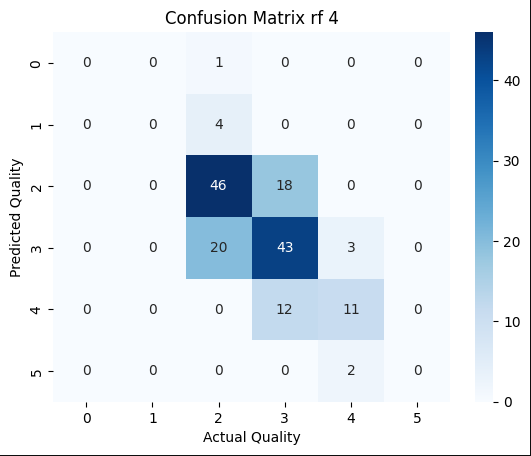 Confusion Matrix rf 4
0 0 0 1 0 0 0
1 0 0 4 0 0 0
2 0 0 46 18 0 0
3 0 0 20 43 3 0
4 0 0 0 12 11 0
5 0 0 0 0 2 0
0 1 2 3 4 5
Actual Quality
Predicted Quality
40
30
20
10
0